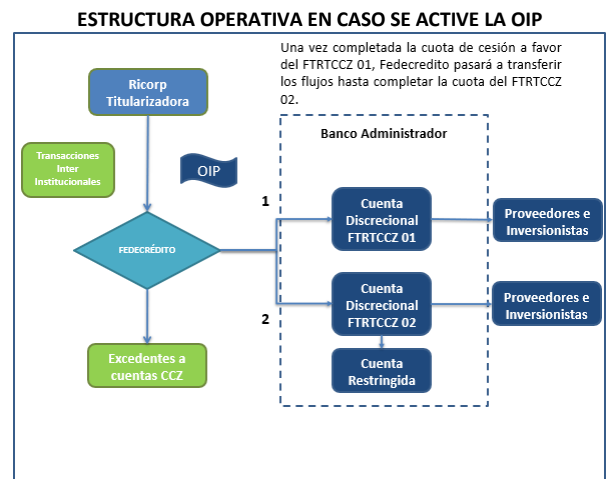 ESTRUCTURA OPERATIVA EN CASO SE ACTIVE LA OIP
Una vez completada la cuota de cesión a favor
del FTRTCCZ 01, Fedecredito pasará a transferir
los flujos hasta completar la cuota del FTRTCCZ
02.
Ricorp
Titularizadora
Banco Administrador
Transacciones
Inter
Institucionales
OIP
1
Cuenta
Discrecional
FTRTCCZ 01
Proveedores e
Inversionistas
FEDECRÉDITO
2
Cuenta
Discrecional
FTRTCCZ 02
Proveedores e
Inversionistas
Excedentes a
cuentas CCZ
Cuenta
Restringida